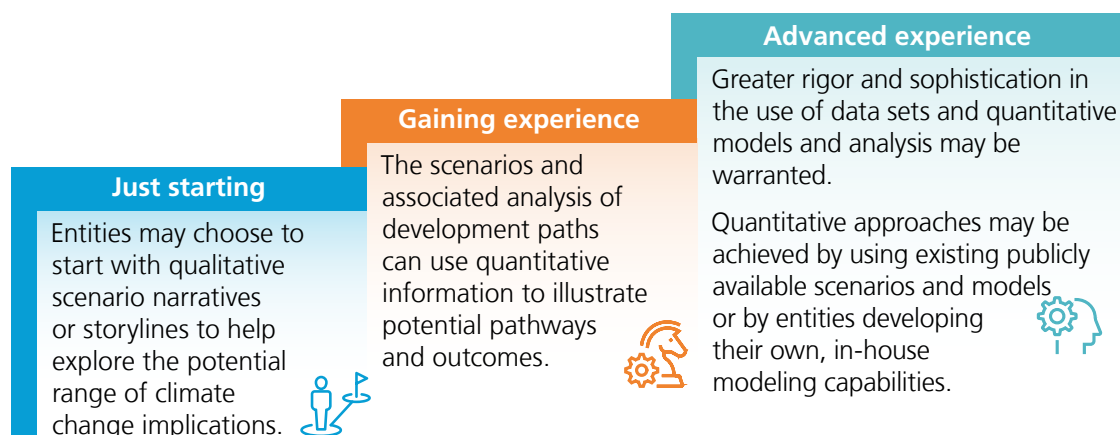 Just starting
Entities may choose to
start with qualitative
scenario narratives
or storylines to help
explore the potential
range of climate
change implications.
Gaining experience
The scenarios and
associated analysis of
development paths
can use quantitative
information to illustrate
potential pathways
and outcomes.
Advanced experience
Greater rigor and sophistication in
the use of data sets and quantitative
models and analysis may be
warranted.
Quantitative approaches may be
achieved by using existing publicly
available scenarios and models
or by entities developing
their own, in-house
modeling capabilities.